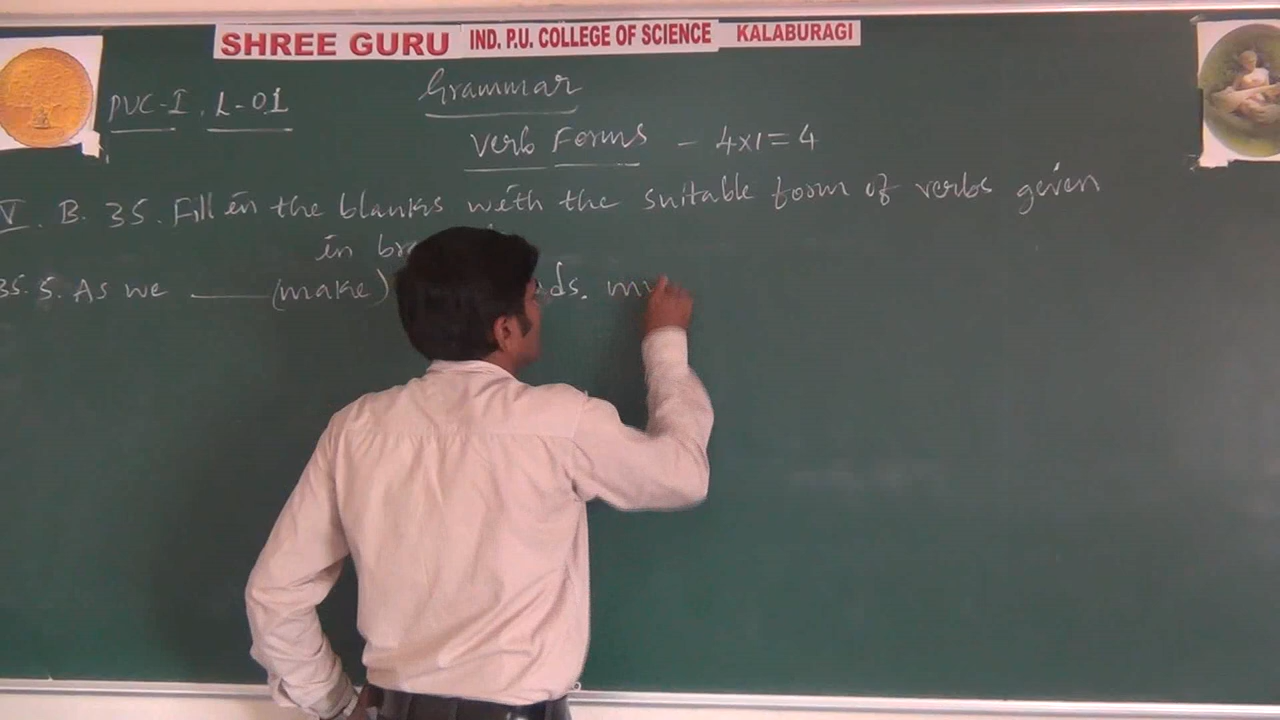 SHREE GURU IND. P.U. COLLEGE OF SCIENCE KALABURAGI
PUC-I, L-01
Grammar
Verb Forms - 4x1=4
V. B. 35. Fill in the blanks with the suitable form of verbs given
in
35.5. As we ____ (make)